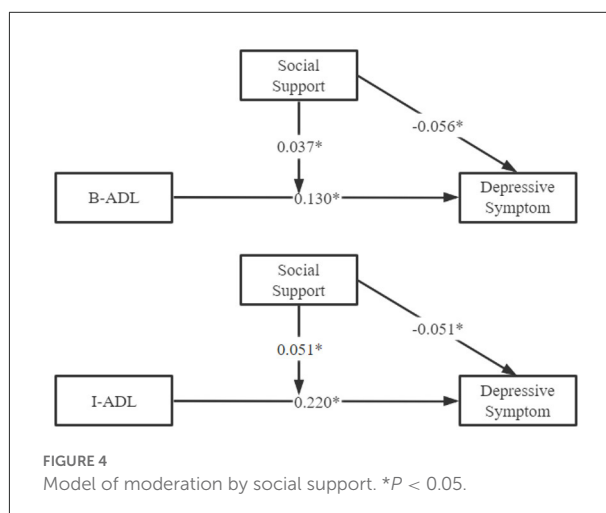 Social
Support
-0.056*
0.037*
B-ADL
0.130*
Depressive
Symptom
Social
Support
-0.051*
0.051*
I-ADL
0.220*
Depressive
Symptom
FIGURE 4
Model of moderation by social support. *P < 0.05.